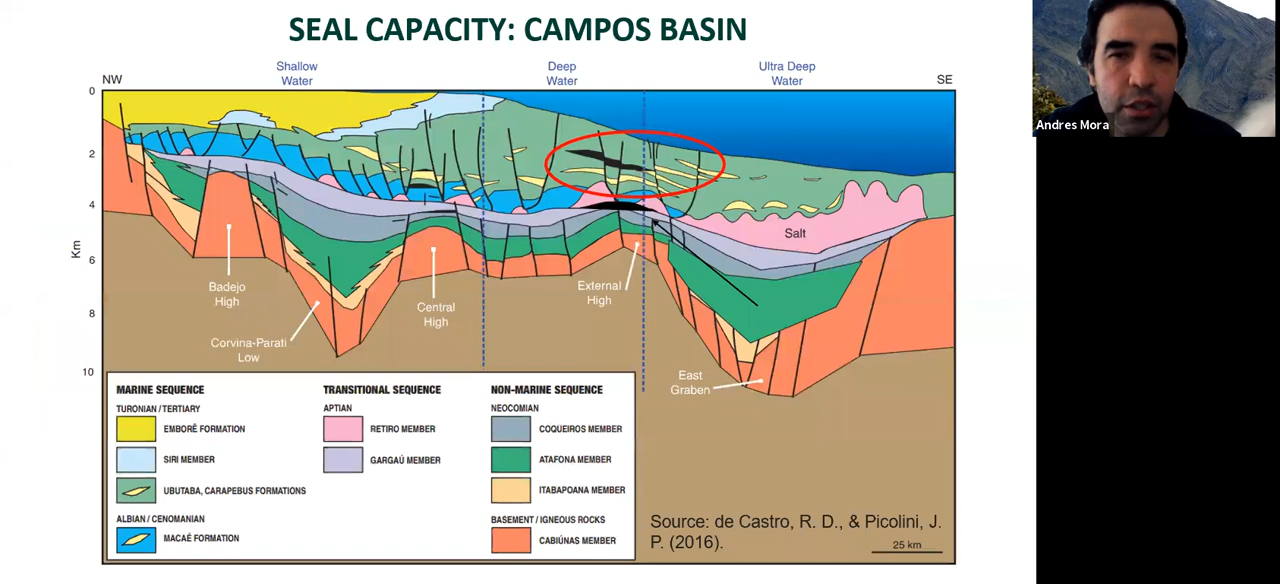 SEAL CAPACITY: CAMPOS BASIN
Andres Mora
Shallow
Water
Deep
Water
Ultra Deep
Water
NW
SE
0
2
4
6
8
10
Km
Salt
Badejo
High
Corvina-Parati
Low
Central
High
External
High
East
Graben
MARINE SEQUENCE
TURONIAN / TERTIARY
EMBORÊ FORMATION
SIRI MEMBER
UBUTABA, CARAPEBUS FORMATIONS
ALBIAN / CENOMANIAN
MACAÉ FORMATION
TRANSITIONAL SEQUENCE
APTIAN
RETIRO MEMBER
GARGAÚ MEMBER
NON-MARINE SEQUENCE
NEOCOMIAN
COQUEIROS MEMBER
ATAFONA MEMBER
ITABAPOANA MEMBER
BASEMENT / IGNEOUS ROCKS
CABIÚNAS MEMBER
Source: de Castro, R. D., & Picolini, J.
P. (2016).
25 km